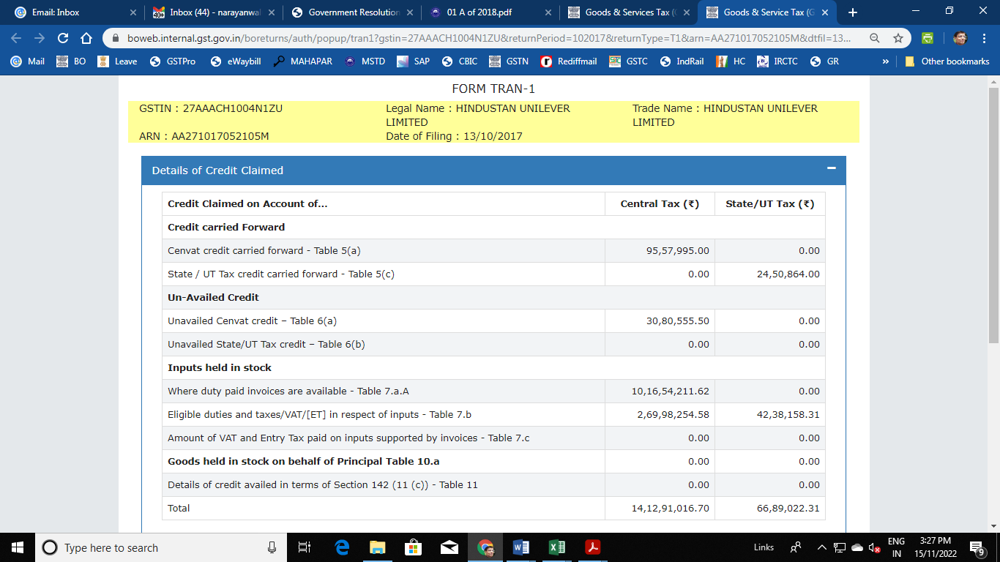 Email: Inbox
Inbox (44) - narayanwal
Government Resolution
01 A of 2018.pdf
Goods & Services Tax (
Goods & Service Tax (G
40+
boweb.internal.gst.gov.in/boreturns/auth/popup/tran1?gstin=27AAACH1004N1ZU&returnPeriod=102017&returnType=T1&arn=AA271017052105M&dtfil=13...
Mail BO Leave GSTPro eWaybill MAHAPAR MSTD SAP CBIC GSTN Rediffmail GSTC IndRail HC IRCTC GR » Other bookmarks
FORM TRAN-1
GSTIN : 27AAACH1004N1ZU Legal Name : HINDUSTAN UNILEVER Trade Name : HINDUSTAN UNILEVER
LIMITED LIMITED
ARN : AA271017052105M Date of Filing : 13/10/2017
Details of Credit Claimed
Credit Claimed on Account of... Central Tax (₹) State/UT Tax (₹)
Credit carried Forward
Cenvat credit carried forward - Table 5(a) 95,57,995.00 0.00
State / UT Tax credit carried forward - Table 5(c) 0.00 24,50,864.00
Un-Availed Credit
Unavailed Cenvat credit – Table 6(a) 30,80,555.50 0.00
Unavailed State/UT Tax credit – Table 6(b) 0.00 0.00
Inputs held in stock
Where duty paid invoices are available - Table 7.a.A 10,16,54,211.62 0.00
Eligible duties and taxes/VAT/[ET] in respect of inputs - Table 7.b 2,69,98,254.58 42,38,158.31
Amount of VAT and Entry Tax paid on inputs supported by invoices - Table 7.c 0.00 0.00
Goods held in stock on behalf of Principal Table 10.a 0.00 0.00
Details of credit availed in terms of Section 142 (11 (c)) - Table 11 0.00 0.00
Total 14,12,91,016.70 66,89,022.31
Type here to search
Links
ENG
IN
3:27 PM
15/11/2022
9